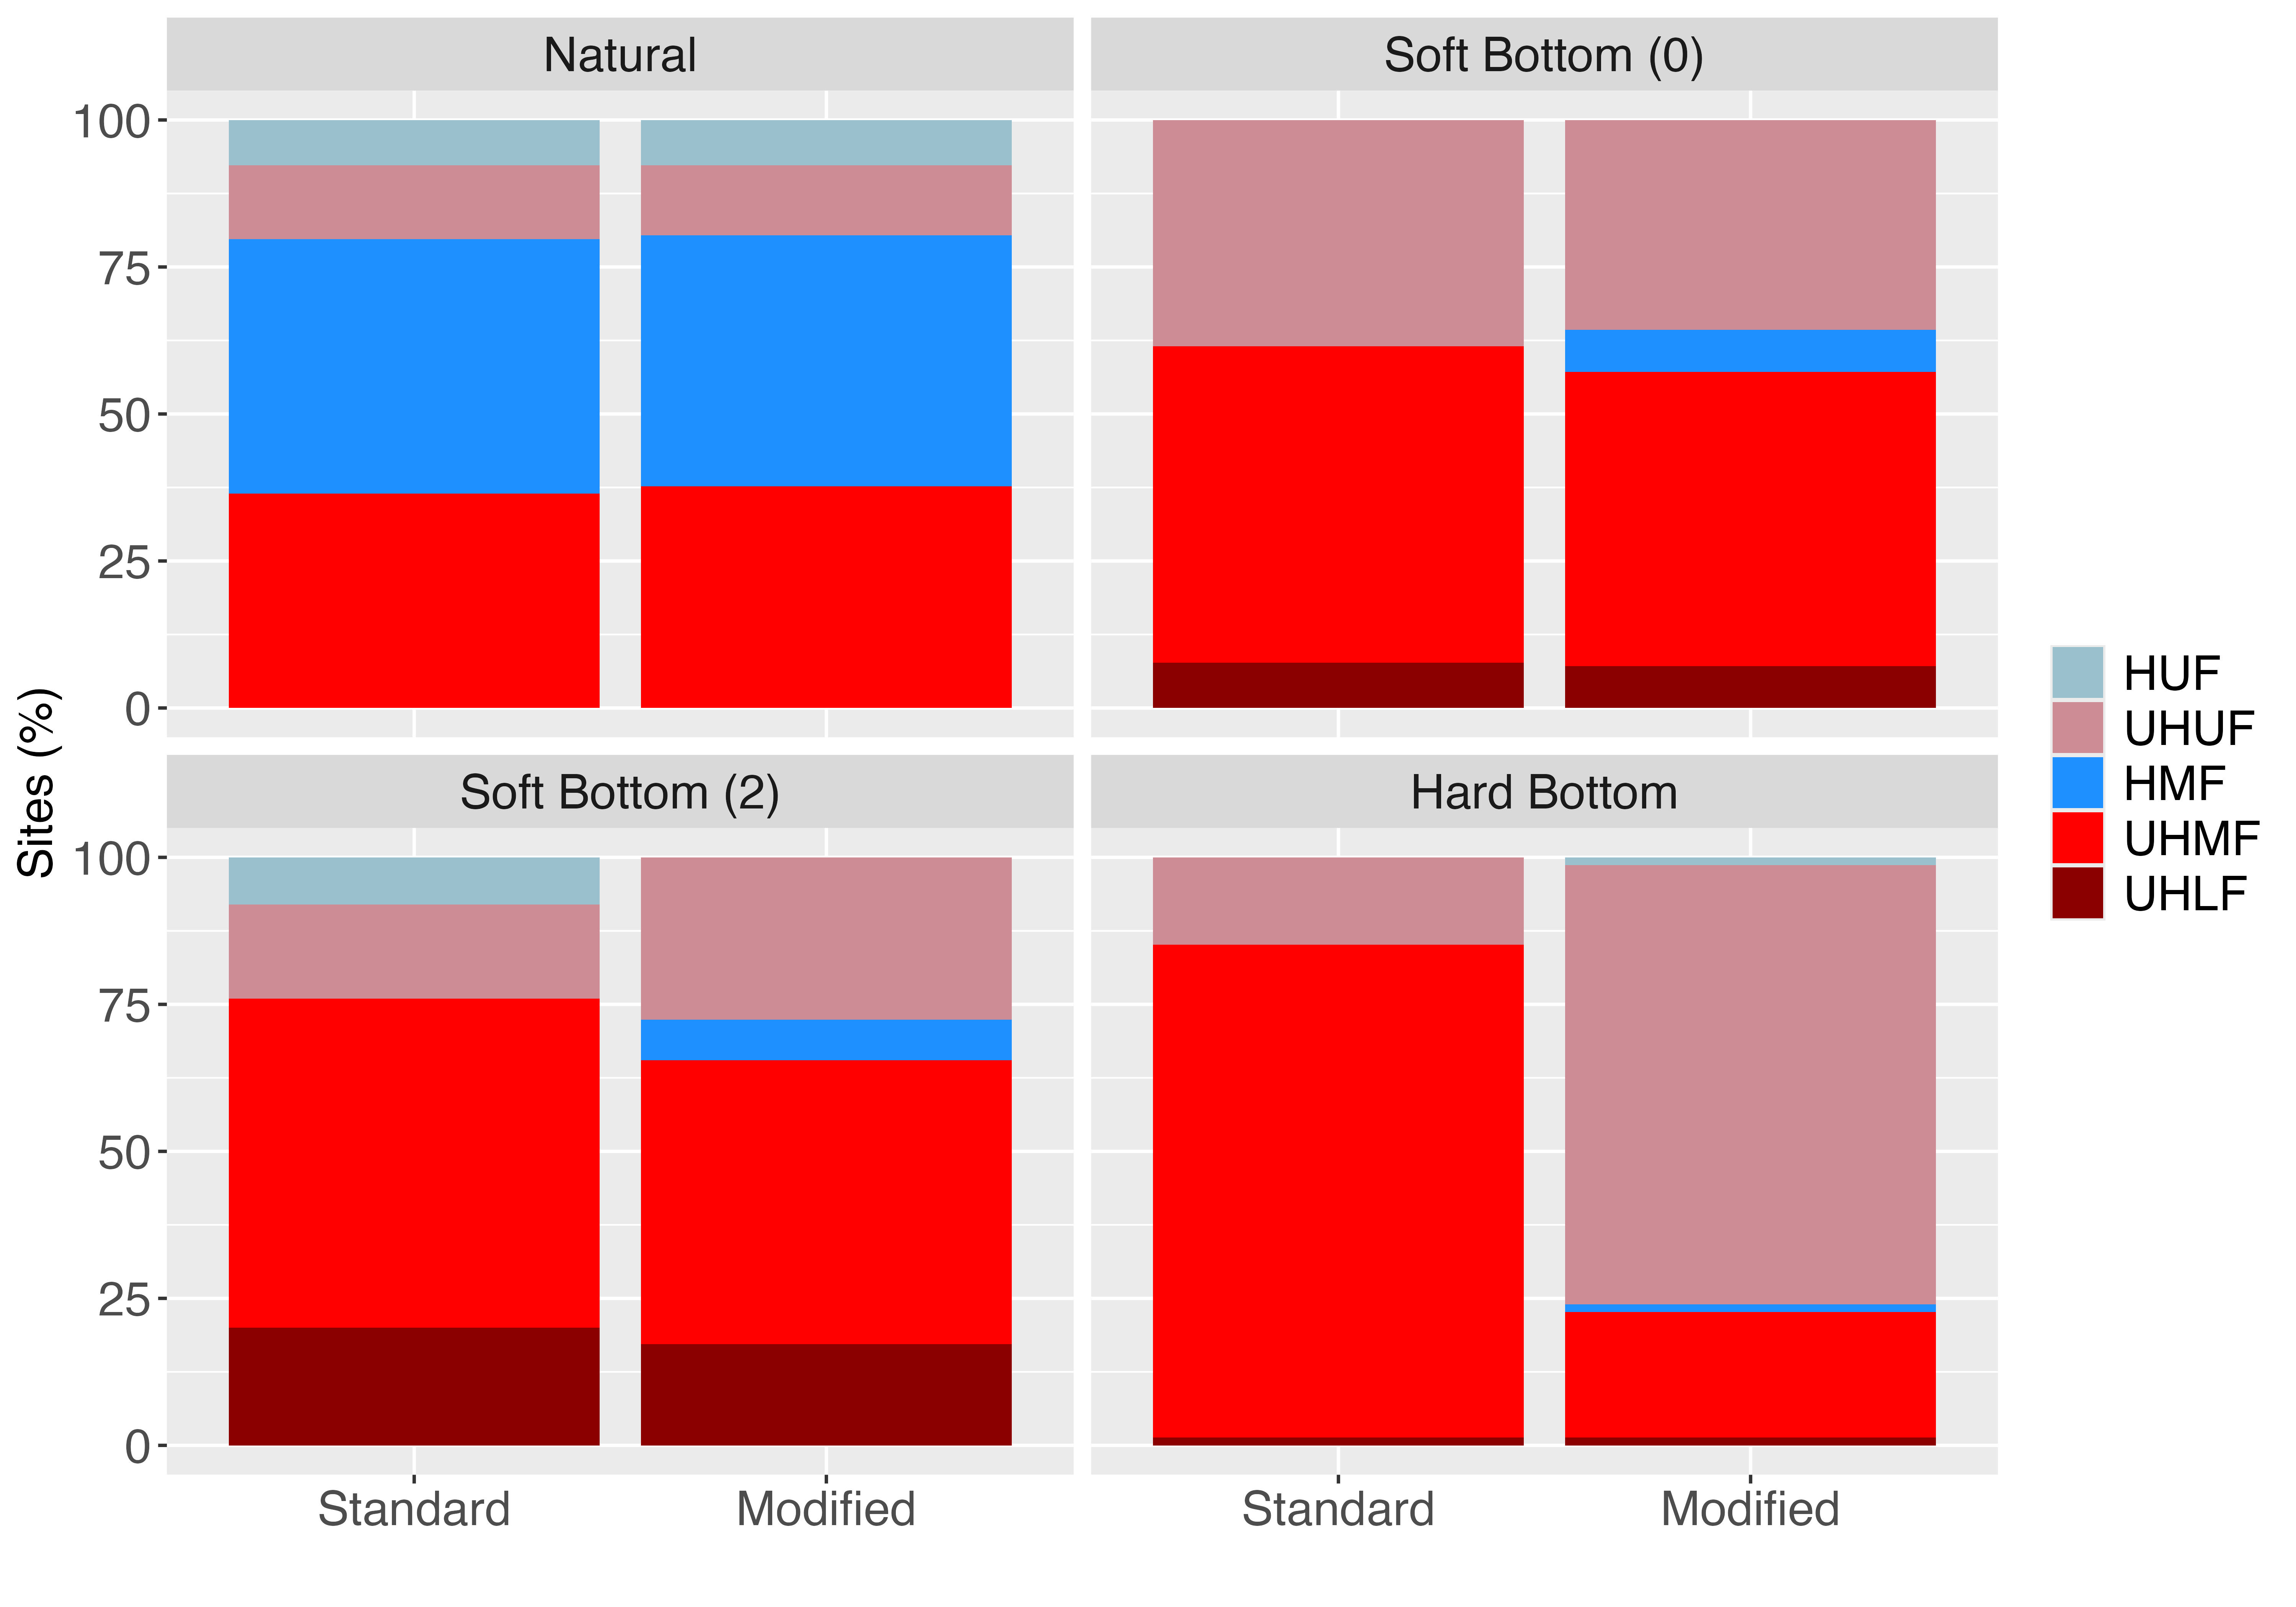 Natural
Soft Bottom (0)
100
75
50
25
0
Soft Bottom (2)
Hard Bottom
100
75
50
25
0
Sites (%)
Standard
Modified
Standard
Modified
HUF
UHUF
HMF
UHMF
UHLF